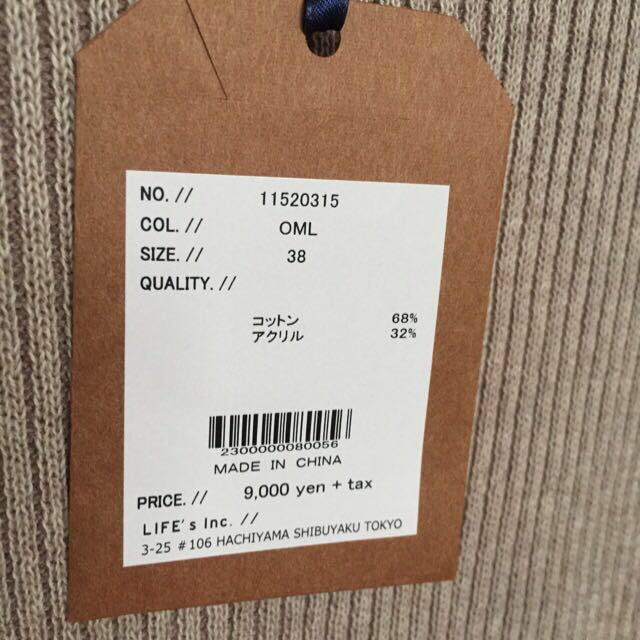 NO. // 11520315
COL. // OML
SIZE. // 38
QUALITY. //
コットン 68%
アクリル 32%
2300000080056
MADE IN CHINA
PRICE. // 9,000 yen + tax
LIFE's Inc. //
3-25 #106 HACHIYAMA SHIBUYAKU TOKYO